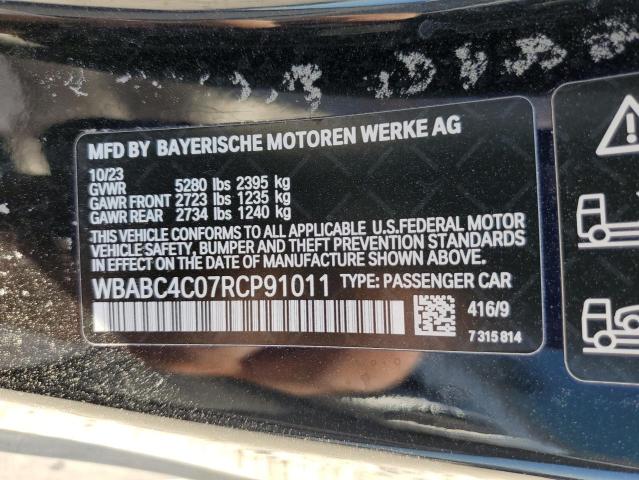 MFD BY BAYERISCHE MOTOREN WERKE AG
10/23
GVWR 5280 lbs 2395 kg
GAWR FRONT 2723 lbs 1235 kg
GAWR REAR 2734 lbs 1240 kg
THIS VEHICLE CONFORMS TO ALL APPLICABLE U.S.FEDERAL MOTOR
VEHICLE SAFETY, BUMPER AND THEFT PREVENTION STANDARDS
IN EFFECT ON THE DATE OF MANUFACTURE SHOWN ABOVE.
WBABC4C07RCP91011 TYPE: PASSENGER CAR
416/9
7 315 814